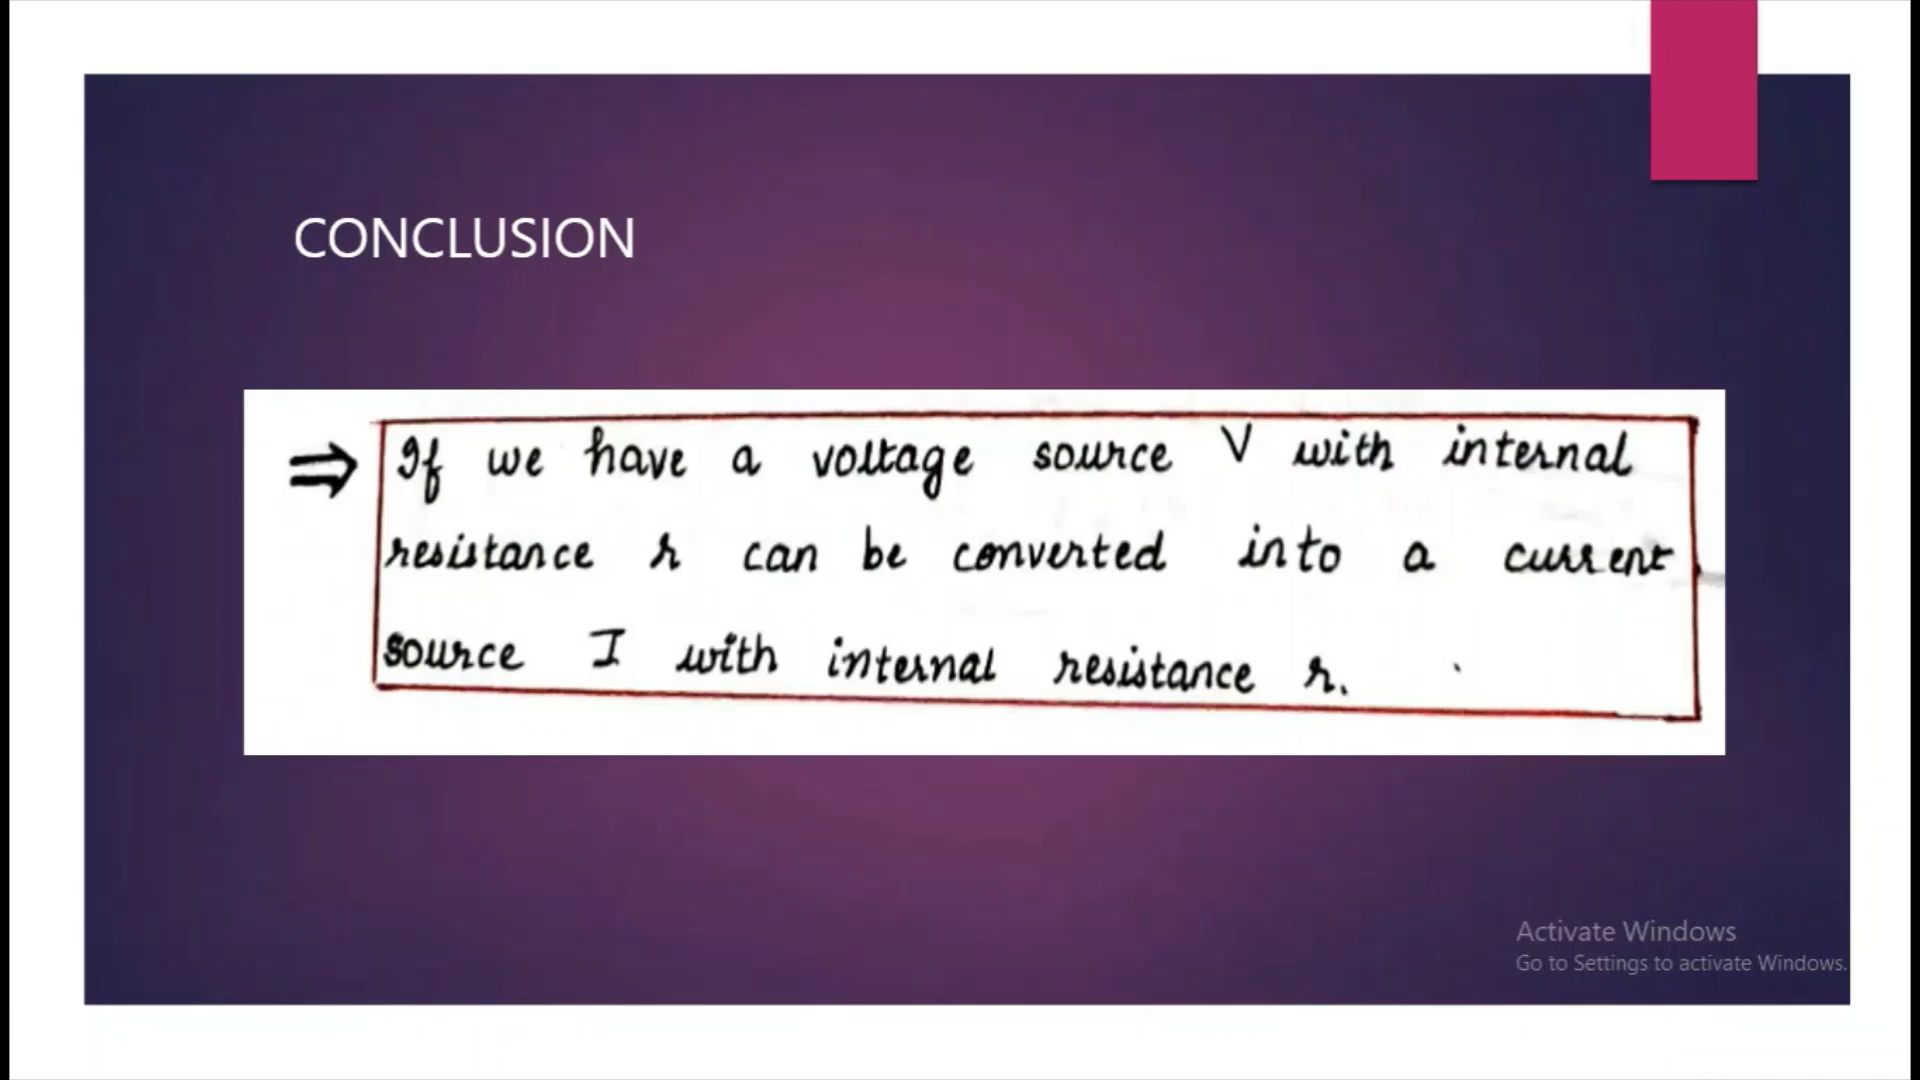 CONCLUSION
⇒ If we have a voltage source V with internal
resistance r can be converted into a current
source I with internal resistance r.
Activate Windows
Go to Settings to activate Windows.